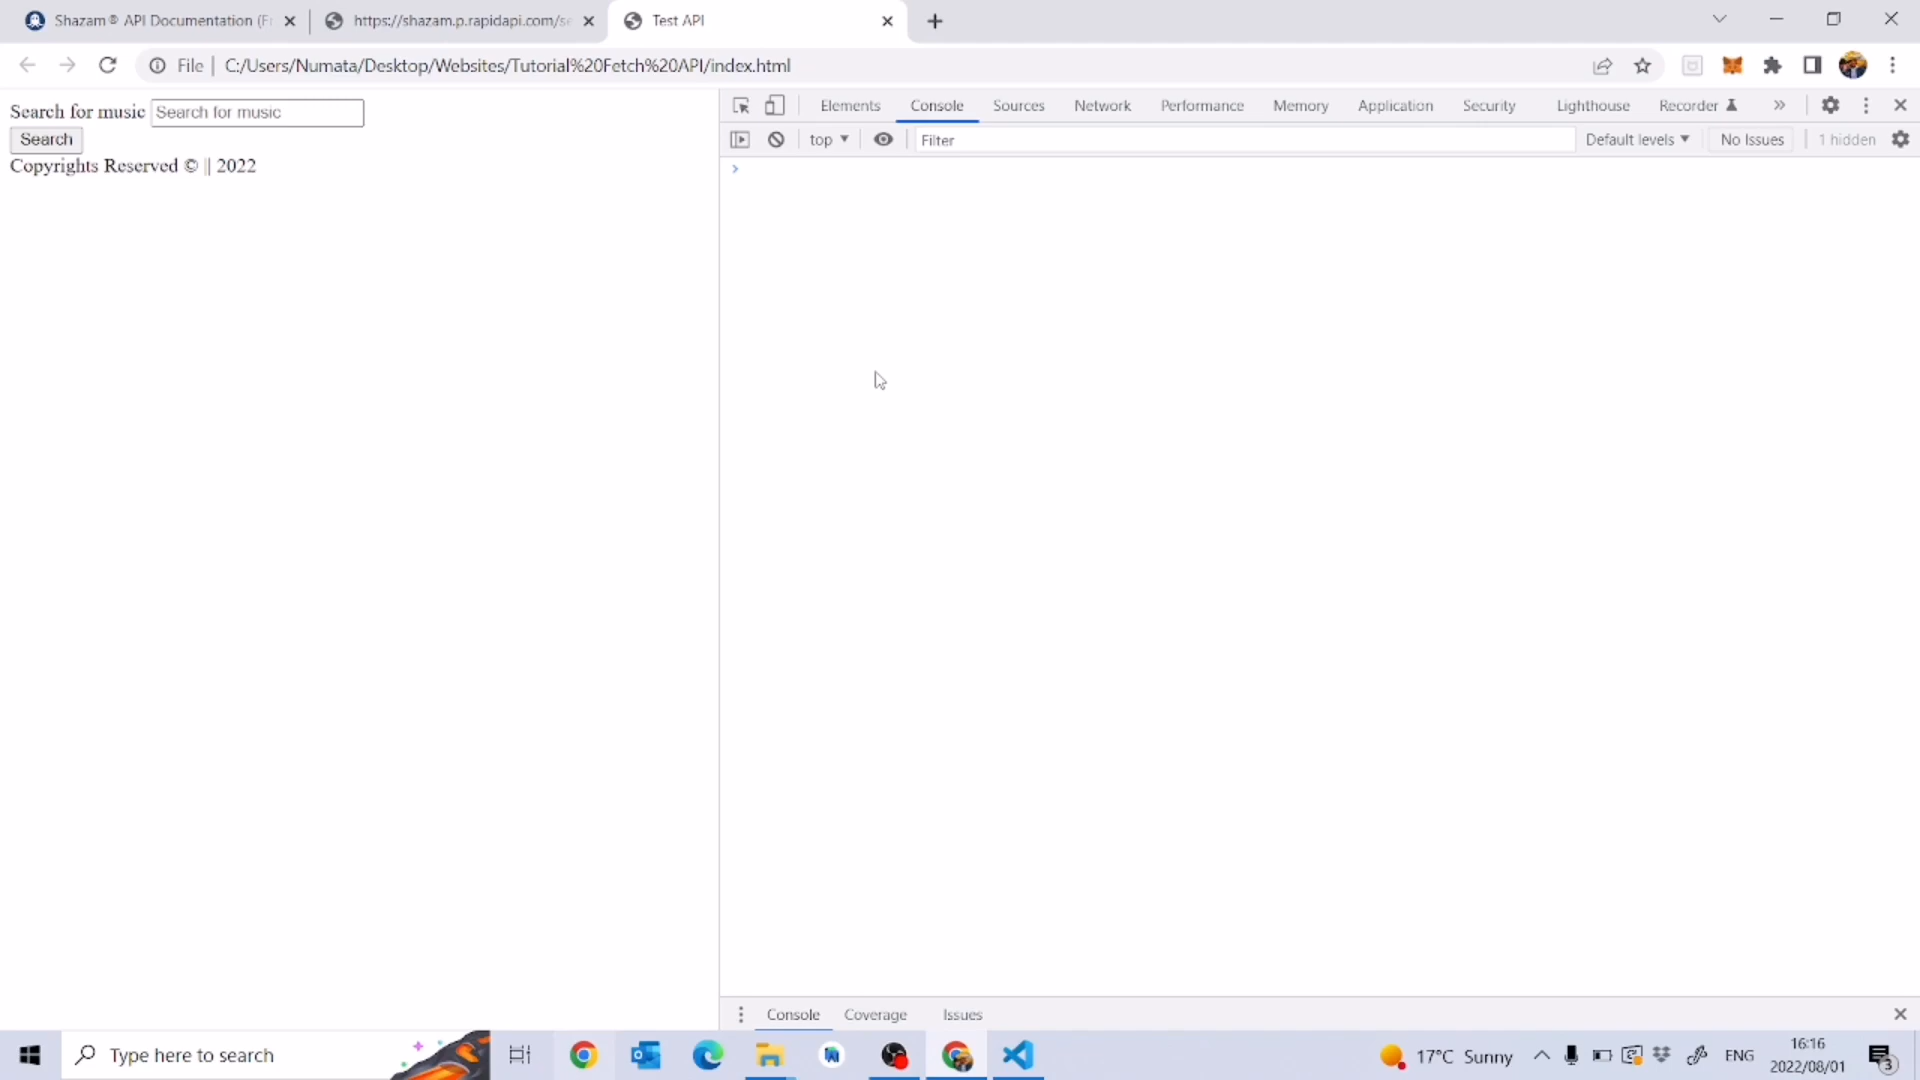 Shazam® API Documentation (Fr
https://shazam.p.rapidapi.com/se
Test API
File | C:/Users/Numata/Desktop/Websites/Tutorial%20Fetch%20API/index.html
Search for music Search for music
Search
Copyrights Reserved © || 2022
Elements Console Sources Network Performance Memory Application Security Lighthouse Recorder
top Filter Default levels No Issues 1 hidden
Console Coverage Issues
Type here to search
17°C Sunny
ENG
16:16
2022/08/01
3